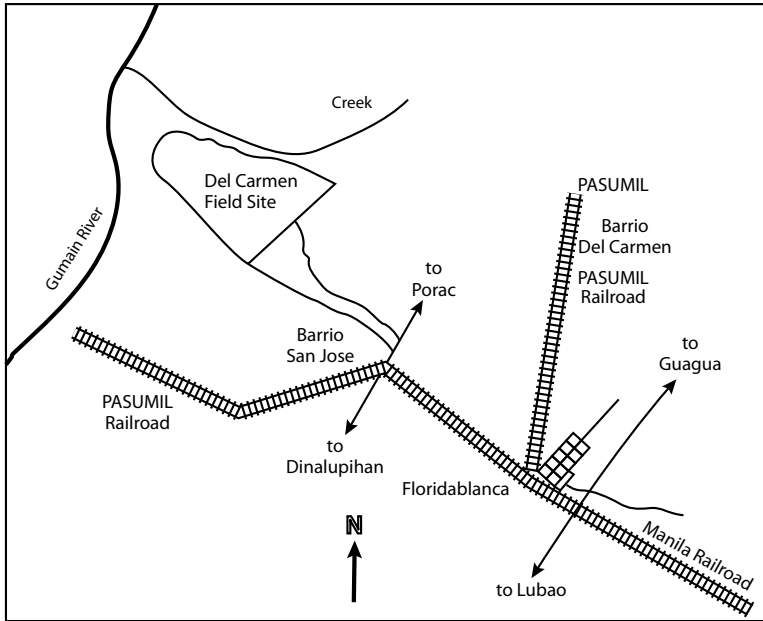 Creek
Del Carmen
Field Site
Gumain River
PASUMIL
Barrio
Del Carmen
PASUMIL
Railroad
to
Porac
Barrio
San Jose
to
Guagua
PASUMIL
Railroad
to
Dinalupihan
Floridablanca
N
Manila Railroad
to Lubao